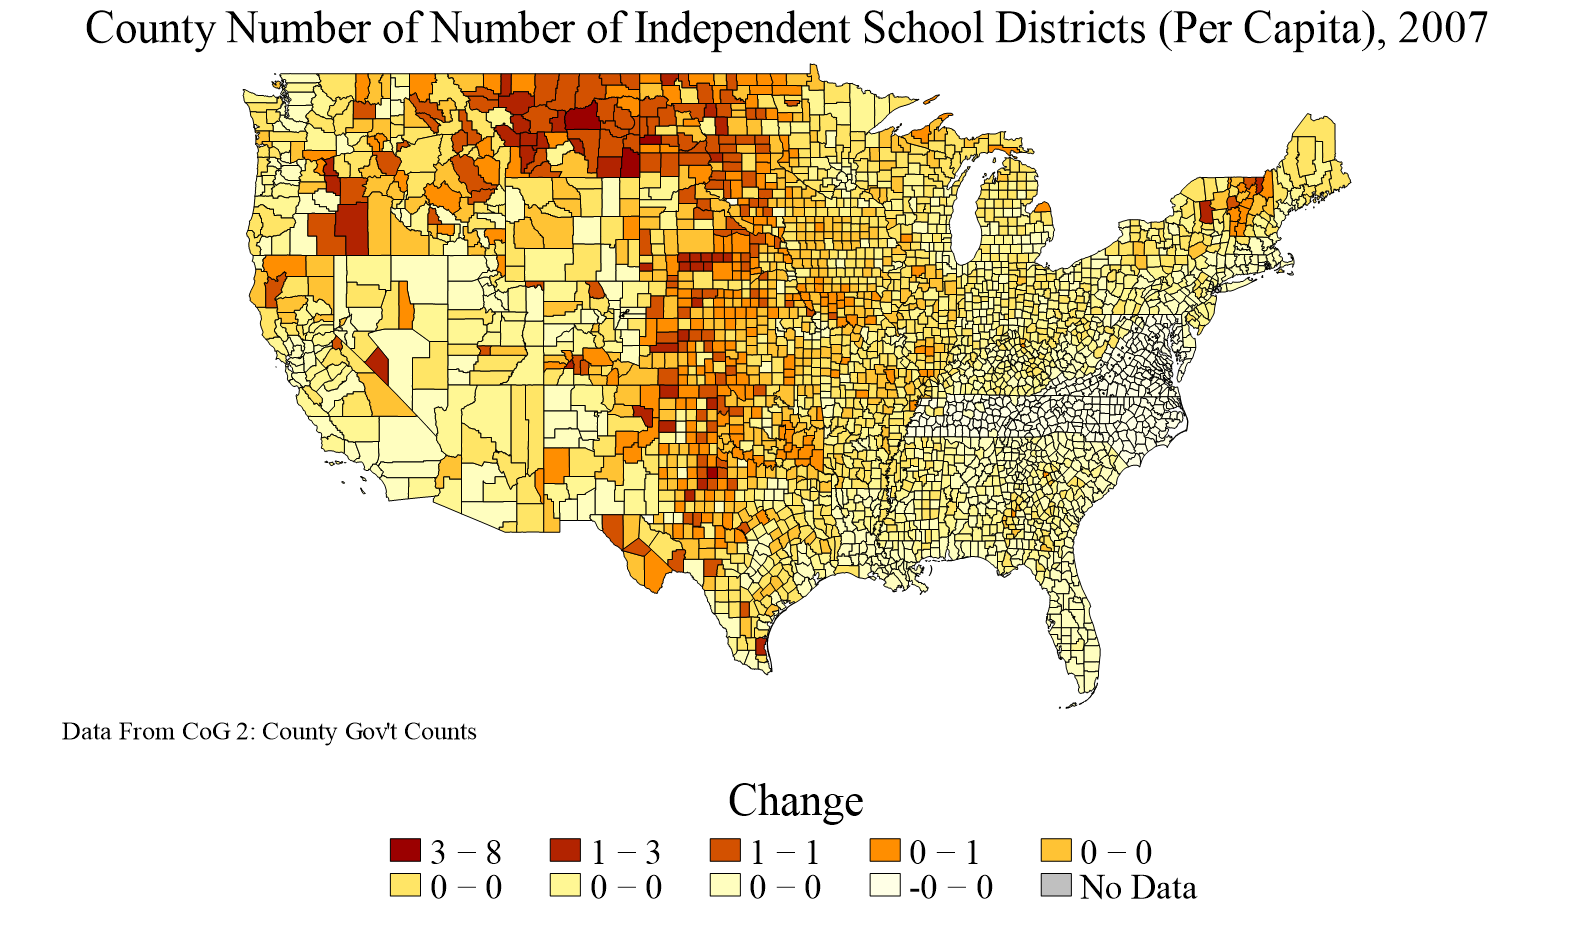 County Number of Number of Independent School Districts (Per Capita), 2007
Data From CoG 2: County Gov't Counts
Change
3 − 8 1 − 3 1 − 1 0 − 1 0 − 0
0 − 0 0 − 0 0 − 0 -0 − 0 No Data